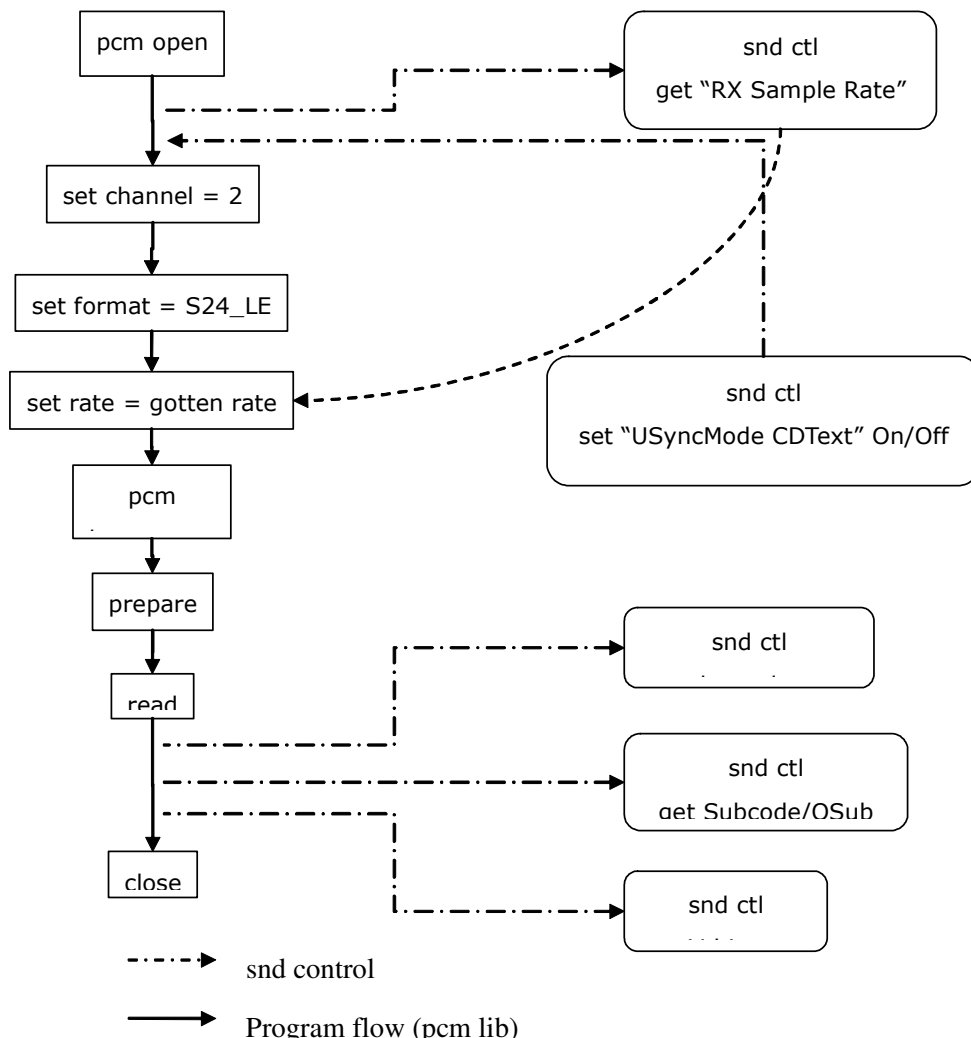 pcm open
snd ctl
get “RX Sample Rate”
set channel = 2
set format = S24_LE
set rate = gotten rate
snd ctl
set “USyncMode CDText” On/Off
pcm
prepare
read
snd ctl
snd ctl
get Subcode/QSub
close
snd ctl
snd control
Program flow (pcm lib)